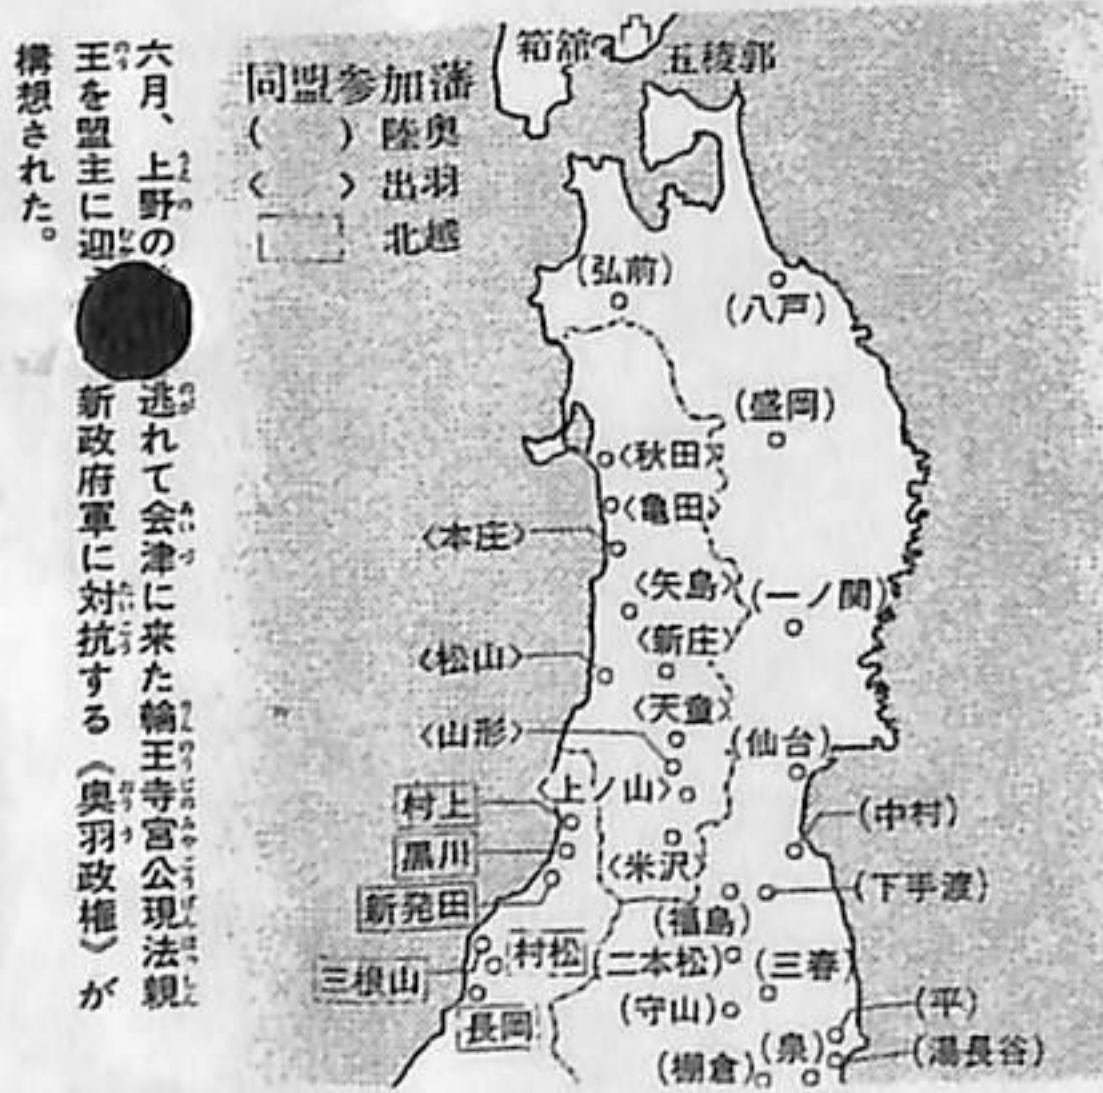 六月、上野の
逃れて会津に来た輪王寺宮公現法親
王を盟主に迎
新政府軍に対抗する《奥羽政権》が
構想された。
同盟参加藩
( ) 陸奥
〈 〉 出羽
北越
箱舘
五稜郭
(弘前)
(八戸)
(盛岡)
〈秋田〉
〈亀田〉
〈本庄〉
〈矢島〉
(一ノ関)
〈新庄〉
〈松山〉
〈天童〉
〈山形〉
(仙台)
〈上ノ山〉
村上
(中村)
黒川
〈米沢〉
(下手渡)
新発田
(福島)
村松
(二本松)
(三春)
三根山
(守山)
(平)
長岡
(泉)
(湯長谷)
(棚倉)